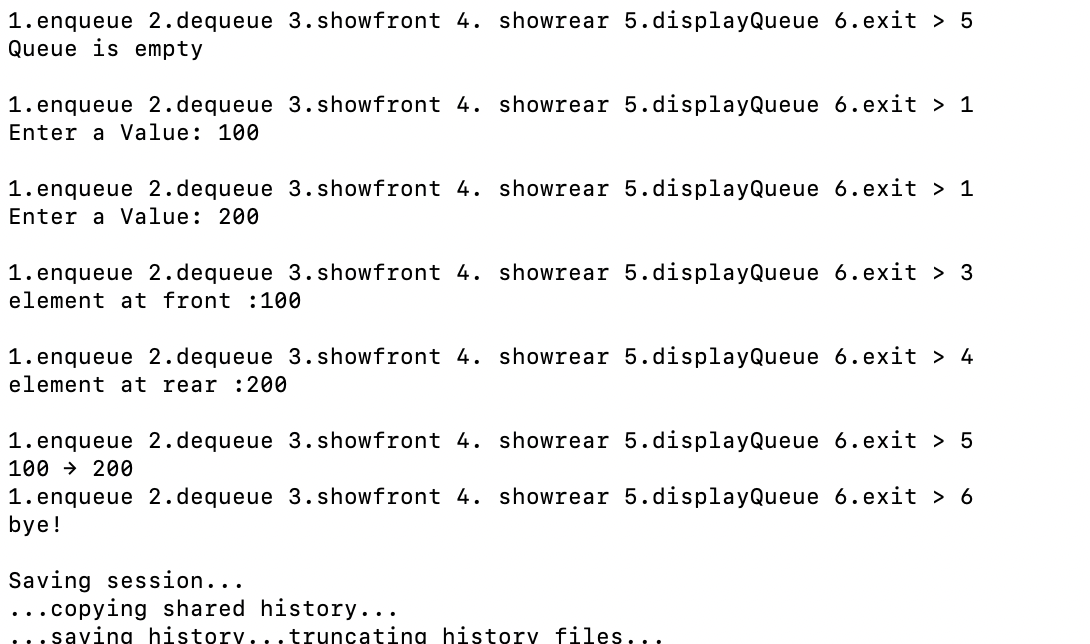 1.enqueue 2.dequeue 3.showfront 4. showrear 5.displayQueue 6.exit > 5
Queue is empty
1.enqueue 2.dequeue 3.showfront 4. showrear 5.displayQueue 6.exit > 1
Enter a Value: 100
1.enqueue 2.dequeue 3.showfront 4. showrear 5.displayQueue 6.exit > 1
Enter a Value: 200
1.enqueue 2.dequeue 3.showfront 4. showrear 5.displayQueue 6.exit > 3
element at front :100
1.enqueue 2.dequeue 3.showfront 4. showrear 5.displayQueue 6.exit > 4
element at rear :200
1.enqueue 2.dequeue 3.showfront 4. showrear 5.displayQueue 6.exit > 5
100 → 200
1.enqueue 2.dequeue 3.showfront 4. showrear 5.displayQueue 6.exit > 6
bye!
Saving session...
...copying shared history...
...saving history...truncating history files...